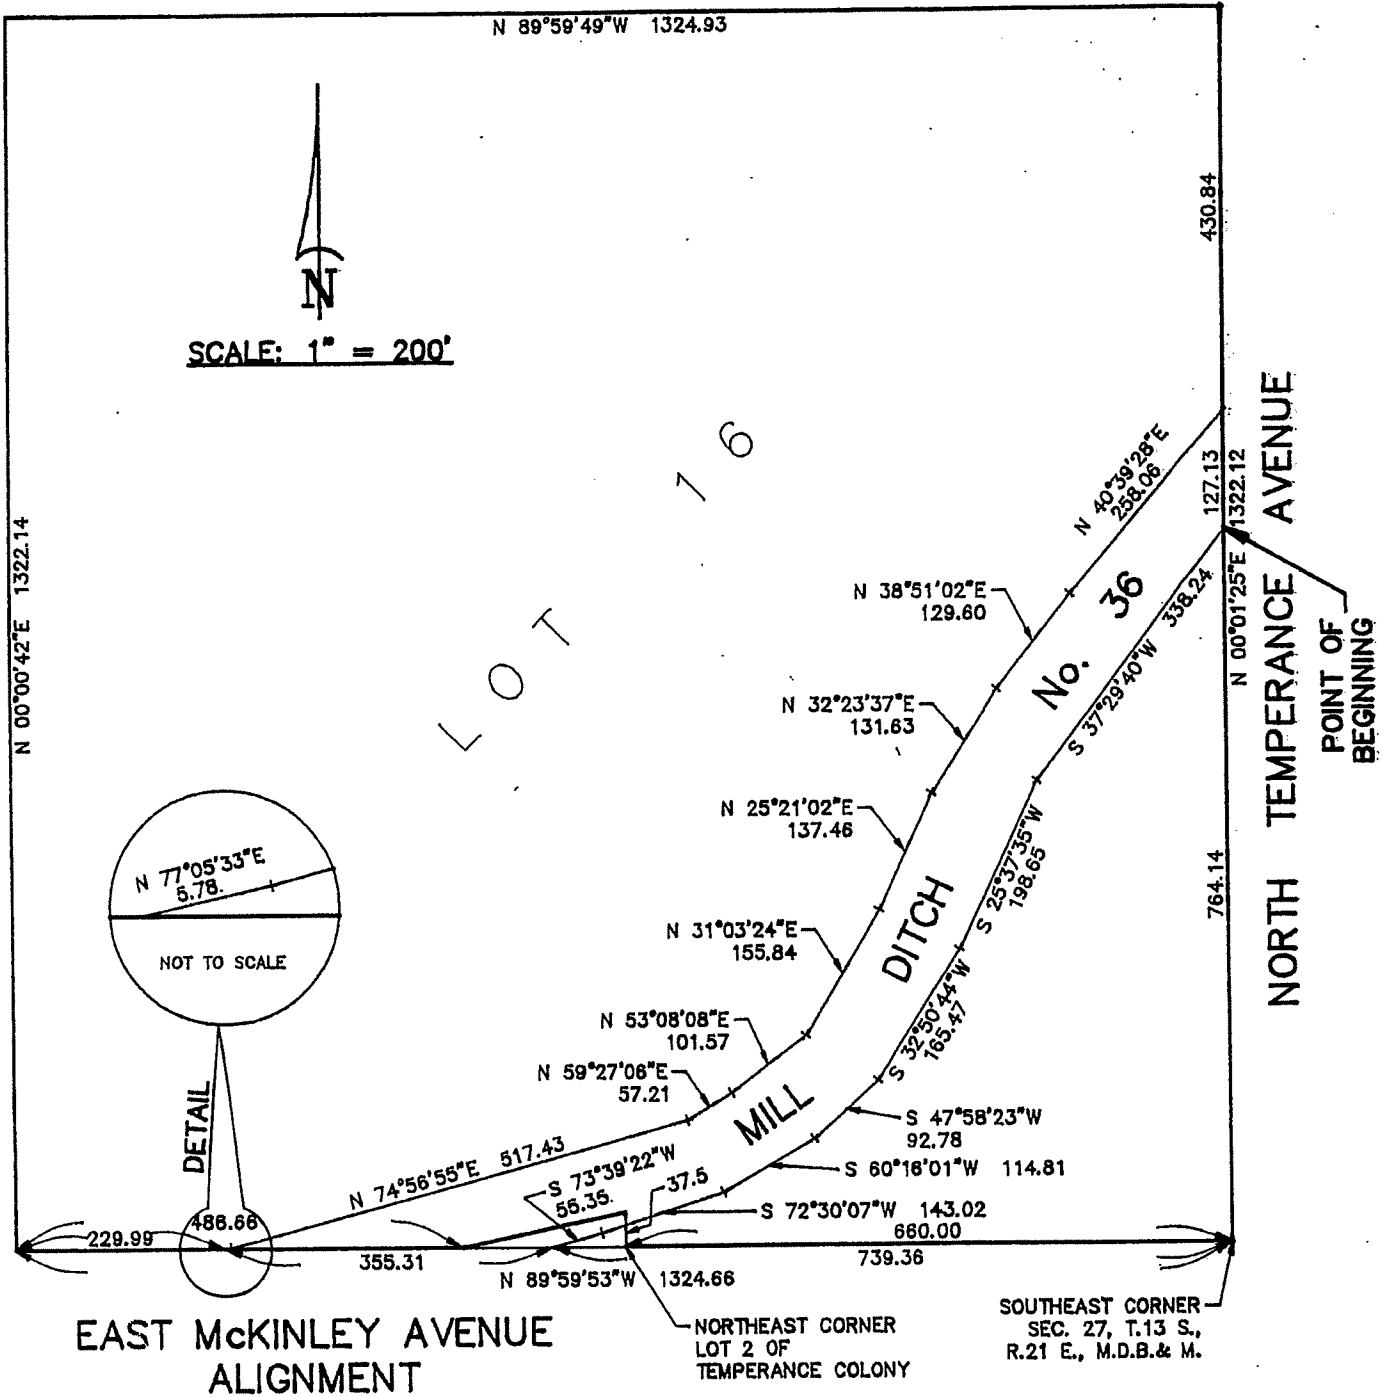 N 89°59'49"W 1324.93
430.84
N
SCALE: 1" = 200'
LOT 16
N 40°39'28"E
258.06
127.13
1322.12
N 00°01'25"E
NORTH TEMPERANCE AVENUE
POINT OF
BEGINNING
N 00°00'42"E 1322.14
N 38°51'02"E
129.60
No. 36
S 37°29'40"W 338.24
N 32°23'37"E
131.63
N 25°21'02"E
137.46
S 25°37'35"W
198.65
764.14
N 77°05'33"E
5.78
NOT TO SCALE
DITCH
N 31°03'24"E
155.84
S 32°50'44"W
165.47
N 53°08'08"E
101.57
N 59°27'06"E
57.21
MILL
S 47°58'23"W
92.78
DETAIL
N 74°56'55"E 517.43
S 73°39'22"W
55.35
37.5
S 60°16'01"W 114.81
S 72°30'07"W 143.02
486.66
660.00
229.99
355.31
739.36
N 89°59'53"W 1324.66
EAST McKINLEY AVENUE
ALIGNMENT
NORTHEAST CORNER
LOT 2 OF
TEMPERANCE COLONY
SOUTHEAST CORNER
SEC. 27, T.13 S.,
R.21 E., M.D.B.& M.